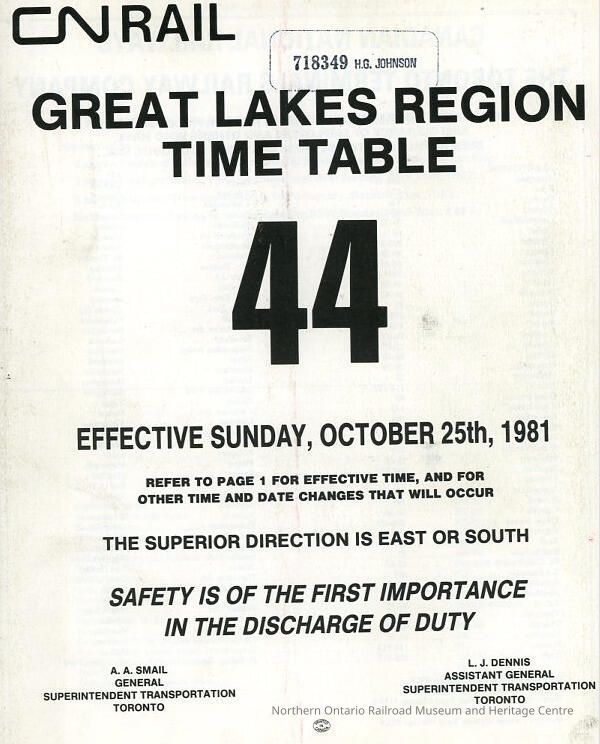 CN RAIL
718349 H.G. JOHNSON
GREAT LAKES REGION
TIME TABLE
44
EFFECTIVE SUNDAY, OCTOBER 25th, 1981
REFER TO PAGE 1 FOR EFFECTIVE TIME, AND FOR
OTHER TIME AND DATE CHANGES THAT WILL OCCUR
THE SUPERIOR DIRECTION IS EAST OR SOUTH
SAFETY IS OF THE FIRST IMPORTANCE
IN THE DISCHARGE OF DUTY
A. A. SMAIL
GENERAL
SUPERINTENDENT TRANSPORTATION
TORONTO
L. J. DENNIS
ASSISTANT GENERAL
SUPERINTENDENT TRANSPORTATION
TORONTO
Northern Ontario Railroad Museum and Heritage Centre